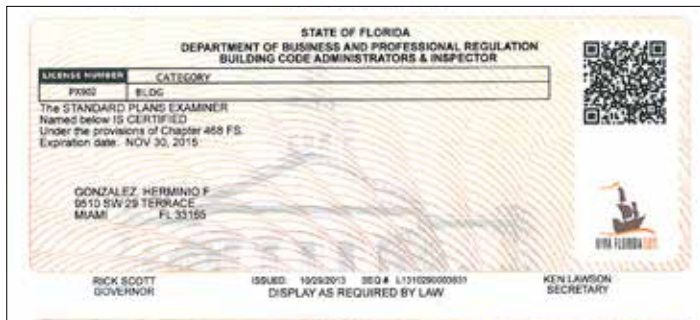 STATE OF FLORIDA
DEPARTMENT OF BUSINESS AND PROFESSIONAL REGULATION
BUILDING CODE ADMINISTRATORS & INSPECTOR
LICENSE NUMBER CATEGORY
PX902 BLDG
The STANDARD PLANS EXAMINER
Named below IS CERTIFIED
Under the provisions of Chapter 468 FS.
Expiration date: NOV 30, 2015
GONZALEZ, HERMINIO F
9510 SW 29 TERRACE
MIAMI FL 33165
VIVA FLORIDA
RICK SCOTT ISSUED: 10/29/2013 SEQ # L1310290000831 KEN LAWSON
GOVERNOR DISPLAY AS REQUIRED BY LAW SECRETARY